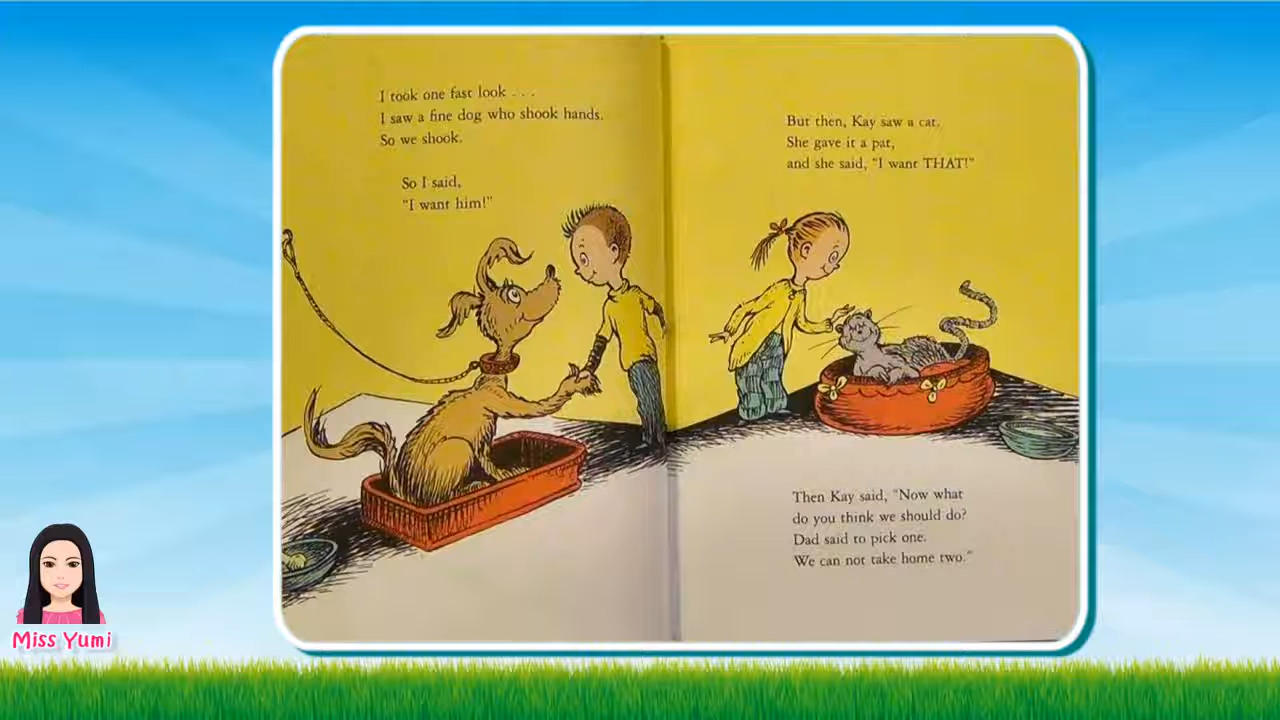 I took one fast look . . .
I saw a fine dog who shook hands.
So we shook.
So I said,
"I want him!"
But then, Kay saw a cat.
She gave it a pat,
and she said, "I want THAT!"
Then Kay said, "Now what
do you think we should do?
Dad said to pick one.
We can not take home two."
Miss Yumi